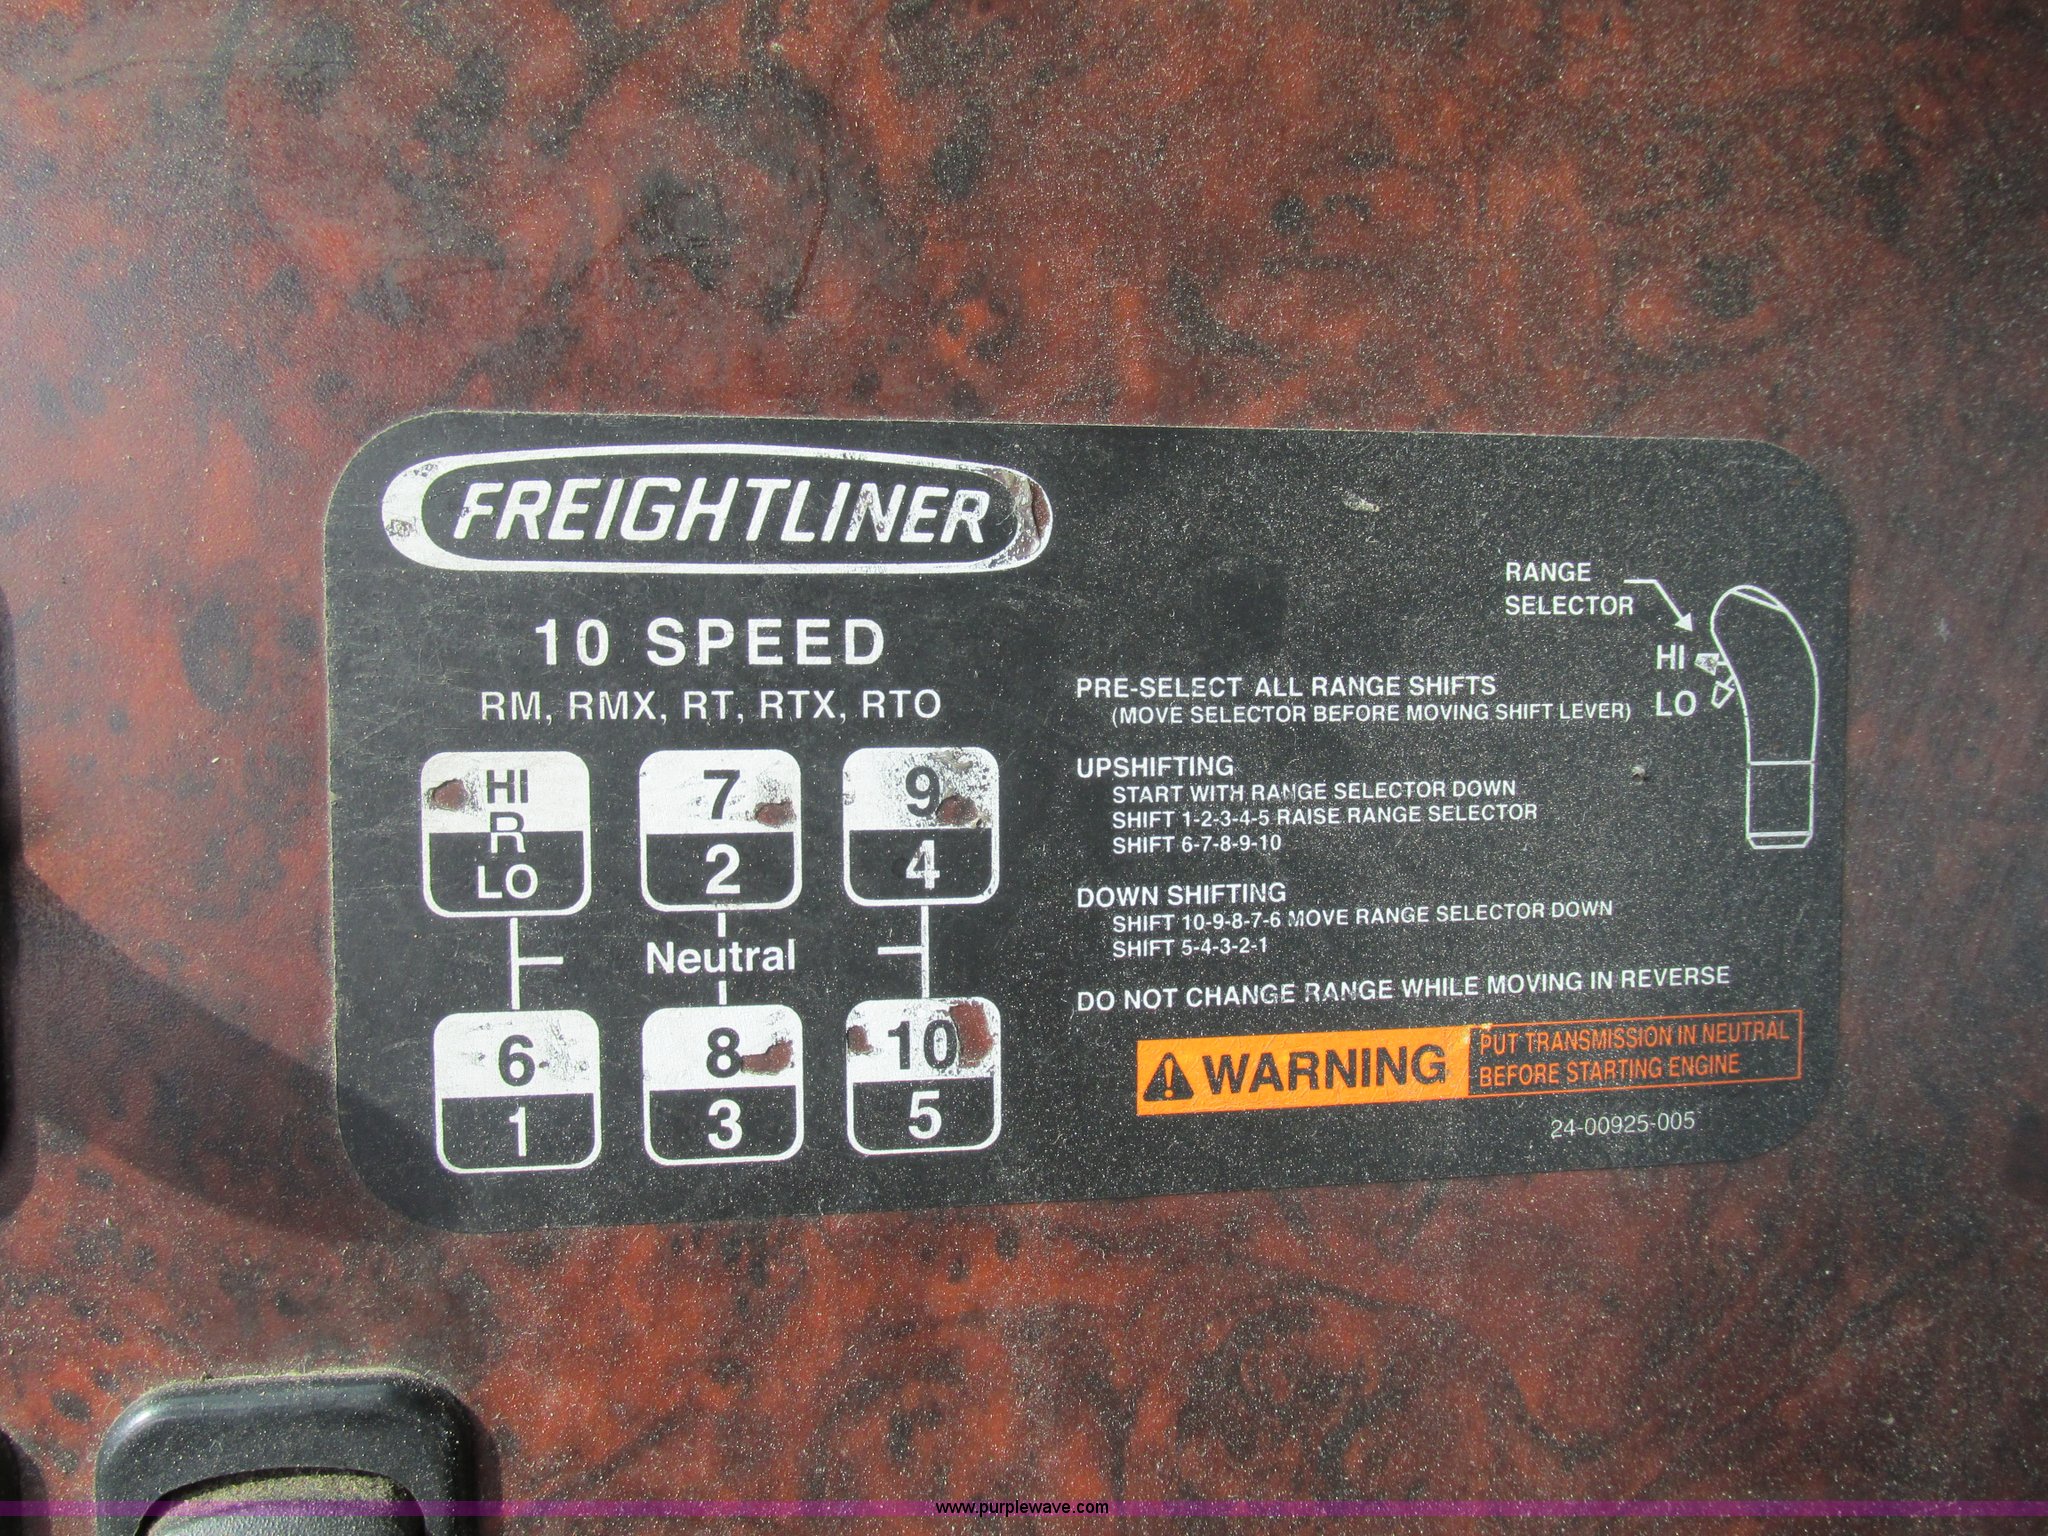 FREIGHTLINER
10 SPEED
RM, RMX, RT, RTX, RTO
HI
R
LO
7
2
9
4
Neutral
6
1
8
3
10
5
RANGE
SELECTOR
HI
LO
PRE-SELECT ALL RANGE SHIFTS
(MOVE SELECTOR BEFORE MOVING SHIFT LEVER)
UPSHIFTING
START WITH RANGE SELECTOR DOWN
SHIFT 1-2-3-4-5 RAISE RANGE SELECTOR
SHIFT 6-7-8-9-10
DOWN SHIFTING
SHIFT 10-9-8-7-6 MOVE RANGE SELECTOR DOWN
SHIFT 5-4-3-2-1
DO NOT CHANGE RANGE WHILE MOVING IN REVERSE
WARNING
PUT TRANSMISSION IN NEUTRAL
BEFORE STARTING ENGINE
24-00925-005
www.purplewave.com